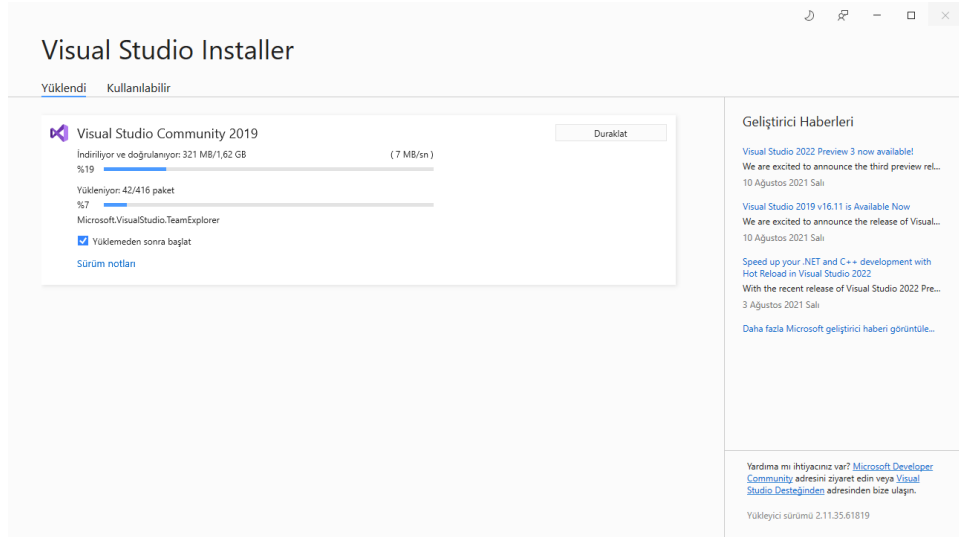 Visual Studio Installer
Yüklendi Kullanılabilir
Visual Studio Community 2019
Duraklat
İndiriliyor ve doğrulanıyor: 321 MB/1,62 GB ( 7 MB/sn )
%19
Yükleniyor: 42/416 paket
%7
Microsoft.VisualStudio.TeamExplorer
Yüklemeden sonra başlat
Sürüm notları
Geliştirici Haberleri
Visual Studio 2022 Preview 3 now available!
We are excited to announce the third preview rel...
10 Ağustos 2021 Salı
Visual Studio 2019 v16.11 is Available Now
We are excited to announce the release of Visual...
10 Ağustos 2021 Salı
Speed up your .NET and C++ development with
Hot Reload in Visual Studio 2022
With the recent release of Visual Studio 2022 Pre...
3 Ağustos 2021 Salı
Daha fazla Microsoft geliştirici haberi görüntüle...
Yardıma mı ihtiyacınız var? Microsoft Developer
Community adresini ziyaret edin veya Visual
Studio Desteğinden adresinden bize ulaşın.
Yükleyici sürümü 2.11.35.61819